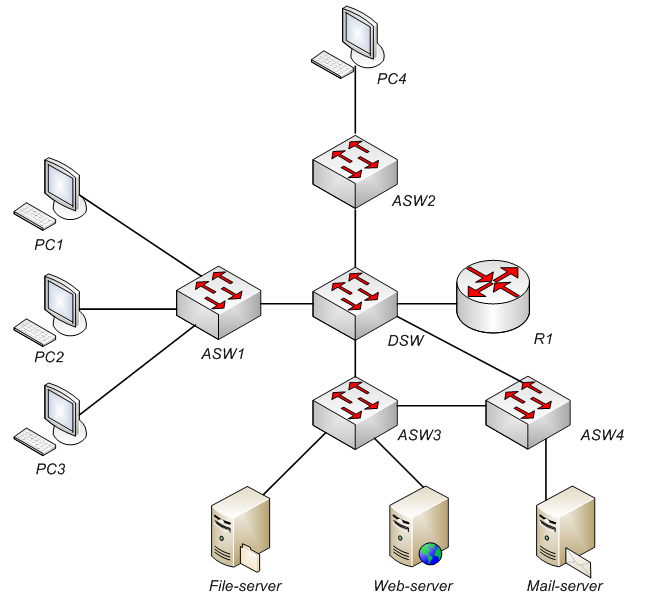 PC4
ASW2
PC1
R1
DSW
ASW1
PC2
ASW3
ASW4
PC3
File-server
Web-server
Mail-server